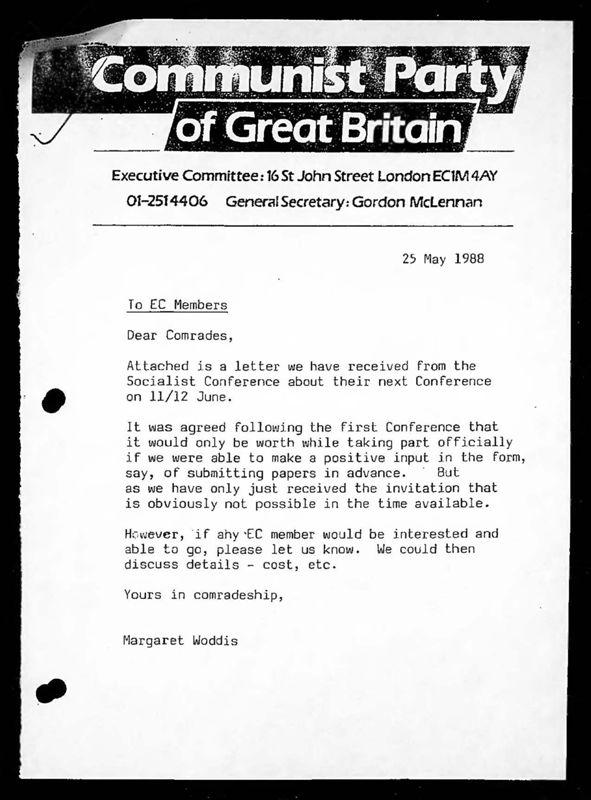 Communist Party
of Great Britain
Executive Committee: 16 St John Street London EC1M 4AY
01-251 4406 General Secretary: Gordon McLennan
25 May 1988
To EC Members
Dear Comrades,
Attached is a letter we have received from the
Socialist Conference about their next Conference
on 11/12 June.
It was agreed following the first Conference that
it would only be worth while taking part officially
if we were able to make a positive input in the form,
say, of submitting papers in advance. But
as we have only just received the invitation that
is obviously not possible in the time available.
However, if any EC member would be interested and
able to go, please let us know. We could then
discuss details - cost, etc.
Yours in comradeship,
Margaret Woddis